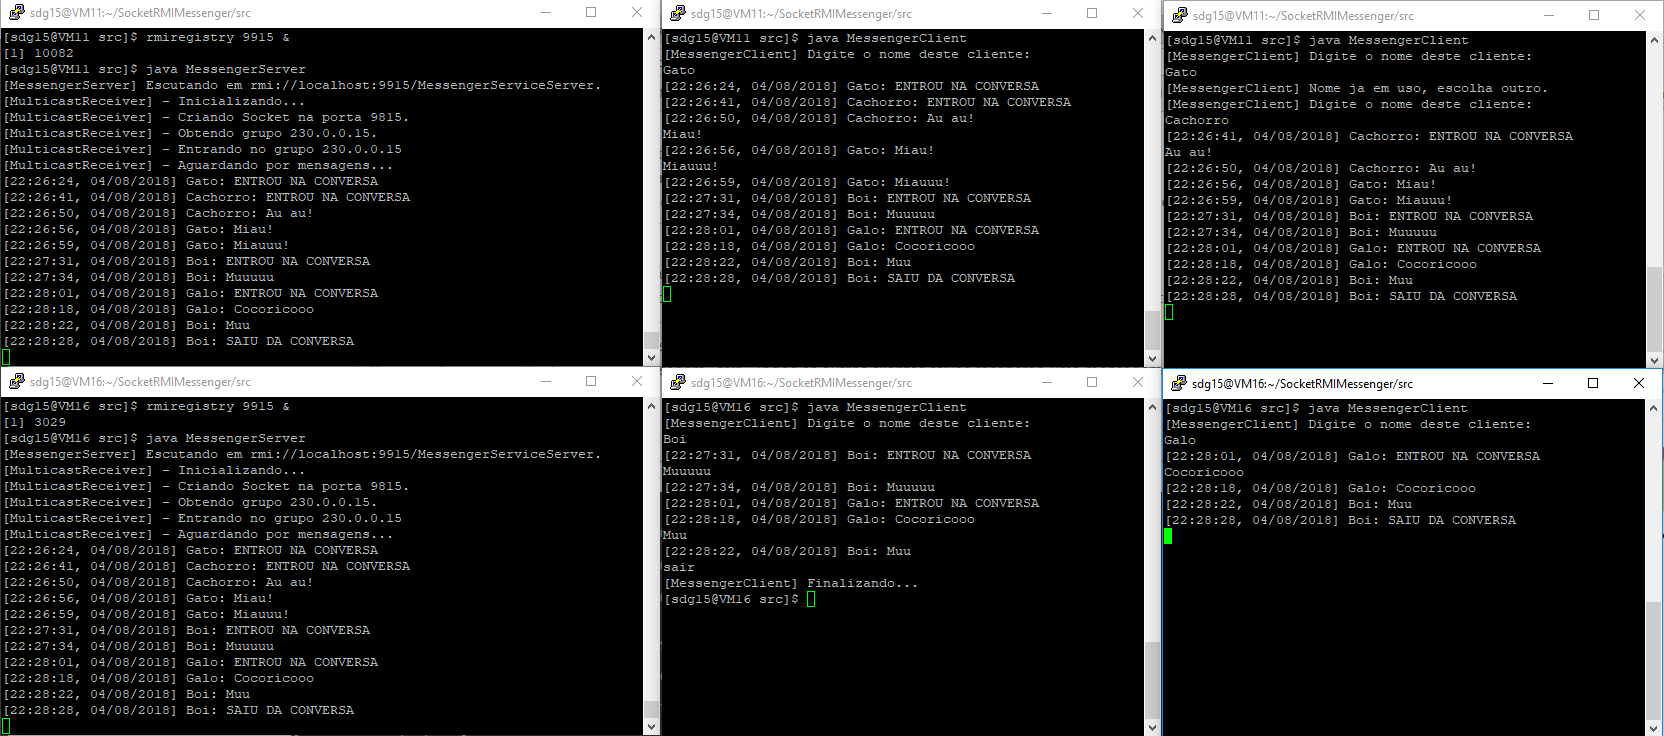 sdg15@VM11:~/SocketRMIMessenger/src
[sdg15@VM11 src]$ rmiregistry 9915 &
[1] 10082
[sdg15@VM11 src]$ java MessengerServer
[MessengerServer] Escutando em rmi://localhost:9915/MessengerServiceServer.
[MulticastReceiver] - Inicializando...
[MulticastReceiver] - Criando Socket na porta 9815.
[MulticastReceiver] - Obtendo grupo 230.0.0.15.
[MulticastReceiver] - Entrando no grupo 230.0.0.15
[MulticastReceiver] - Aguardando por mensagens...
[22:26:24, 04/08/2018] Gato: ENTROU NA CONVERSA
[22:26:41, 04/08/2018] Cachorro: ENTROU NA CONVERSA
[22:26:50, 04/08/2018] Cachorro: Au au!
[22:26:56, 04/08/2018] Gato: Miau!
[22:26:59, 04/08/2018] Gato: Miauuu!
[22:27:31, 04/08/2018] Boi: ENTROU NA CONVERSA
[22:27:34, 04/08/2018] Boi: Muuuuu
[22:28:01, 04/08/2018] Galo: ENTROU NA CONVERSA
[22:28:18, 04/08/2018] Galo: Cocoricooo
[22:28:22, 04/08/2018] Boi: Muu
[22:28:28, 04/08/2018] Boi: SAIU DA CONVERSA
sdg15@VM11:~/SocketRMIMessenger/src
[sdg15@VM11 src]$ java MessengerClient
[MessengerClient] Digite o nome deste cliente:
Gato
[22:26:24, 04/08/2018] Gato: ENTROU NA CONVERSA
[22:26:41, 04/08/2018] Cachorro: ENTROU NA CONVERSA
[22:26:50, 04/08/2018] Cachorro: Au au!
Miau!
[22:26:56, 04/08/2018] Gato: Miau!
Miauuu!
[22:26:59, 04/08/2018] Gato: Miauuu!
[22:27:31, 04/08/2018] Boi: ENTROU NA CONVERSA
[22:27:34, 04/08/2018] Boi: Muuuuu
[22:28:01, 04/08/2018] Galo: ENTROU NA CONVERSA
[22:28:18, 04/08/2018] Galo: Cocoricooo
[22:28:22, 04/08/2018] Boi: Muu
[22:28:28, 04/08/2018] Boi: SAIU DA CONVERSA
sdg15@VM11:~/SocketRMIMessenger/src
[sdg15@VM11 src]$ java MessengerClient
[MessengerClient] Digite o nome deste cliente:
Gato
[MessengerClient] Nome ja em uso, escolha outro.
[MessengerClient] Digite o nome deste cliente:
Cachorro
[22:26:41, 04/08/2018] Cachorro: ENTROU NA CONVERSA
Au au!
[22:26:50, 04/08/2018] Cachorro: Au au!
[22:26:56, 04/08/2018] Gato: Miau!
[22:26:59, 04/08/2018] Gato: Miauuu!
[22:27:31, 04/08/2018] Boi: ENTROU NA CONVERSA
[22:27:34, 04/08/2018] Boi: Muuuuu
[22:28:01, 04/08/2018] Galo: ENTROU NA CONVERSA
[22:28:18, 04/08/2018] Galo: Cocoricooo
[22:28:22, 04/08/2018] Boi: Muu
[22:28:28, 04/08/2018] Boi: SAIU DA CONVERSA
sdg15@VM16:~/SocketRMIMessenger/src
[sdg15@VM16 src]$ rmiregistry 9915 &
[1] 3029
[sdg15@VM16 src]$ java MessengerServer
[MessengerServer] Escutando em rmi://localhost:9915/MessengerServiceServer.
[MulticastReceiver] - Inicializando...
[MulticastReceiver] - Criando Socket na porta 9815.
[MulticastReceiver] - Obtendo grupo 230.0.0.15.
[MulticastReceiver] - Entrando no grupo 230.0.0.15
[MulticastReceiver] - Aguardando por mensagens...
[22:26:24, 04/08/2018] Gato: ENTROU NA CONVERSA
[22:26:41, 04/08/2018] Cachorro: ENTROU NA CONVERSA
[22:26:50, 04/08/2018] Cachorro: Au au!
[22:26:56, 04/08/2018] Gato: Miau!
[22:26:59, 04/08/2018] Gato: Miauuu!
[22:27:31, 04/08/2018] Boi: ENTROU NA CONVERSA
[22:27:34, 04/08/2018] Boi: Muuuuu
[22:28:01, 04/08/2018] Galo: ENTROU NA CONVERSA
[22:28:18, 04/08/2018] Galo: Cocoricooo
[22:28:22, 04/08/2018] Boi: Muu
[22:28:28, 04/08/2018] Boi: SAIU DA CONVERSA
sdg15@VM16:~/SocketRMIMessenger/src
[sdg15@VM16 src]$ java MessengerClient
[MessengerClient] Digite o nome deste cliente:
Boi
[22:27:31, 04/08/2018] Boi: ENTROU NA CONVERSA
Muuuuu
[22:27:34, 04/08/2018] Boi: Muuuuu
[22:28:01, 04/08/2018] Galo: ENTROU NA CONVERSA
[22:28:18, 04/08/2018] Galo: Cocoricooo
Muu
[22:28:22, 04/08/2018] Boi: Muu
sair
[MessengerClient] Finalizando...
[sdg15@VM16 src]$
sdg15@VM16:~/SocketRMIMessenger/src
[sdg15@VM16 src]$ java MessengerClient
[MessengerClient] Digite o nome deste cliente:
Galo
[22:28:01, 04/08/2018] Galo: ENTROU NA CONVERSA
Cocoricooo
[22:28:18, 04/08/2018] Galo: Cocoricooo
[22:28:22, 04/08/2018] Boi: Muu
[22:28:28, 04/08/2018] Boi: SAIU DA CONVERSA